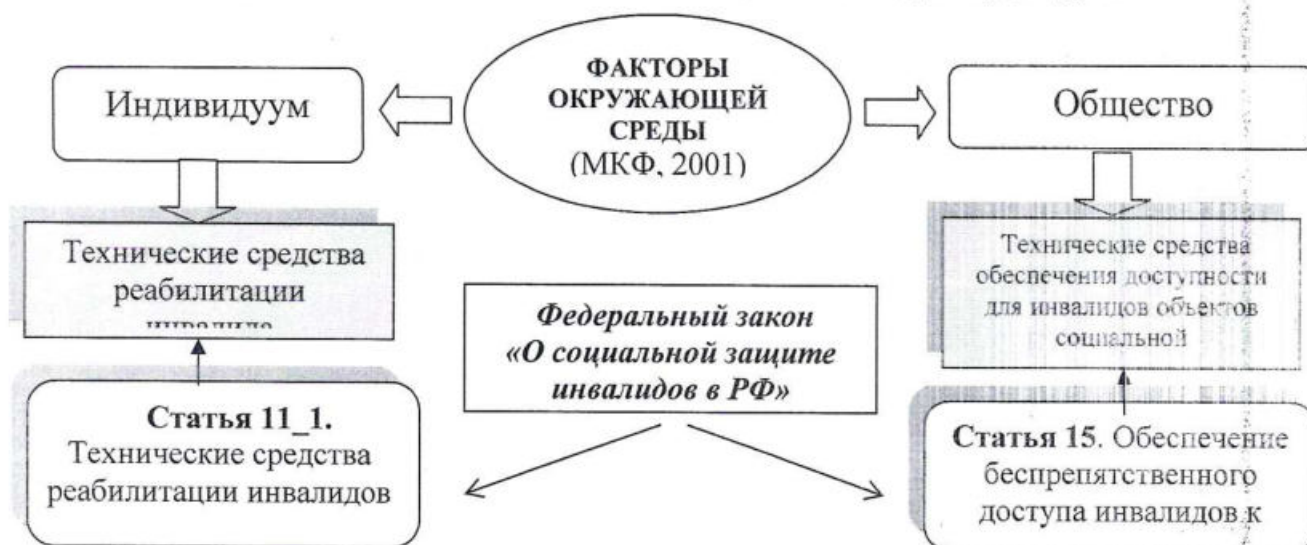 ФАКТОРЫ
ОКРУЖАЮЩЕЙ
СРЕДЫ
(МКФ, 2001)
Индивидуум
Общество
Технические средства
реабилитации
инвалида
Технические средства
обеспечения доступности
для инвалидов объектов
социальной
Федеральный закон
«О социальной защите
инвалидов в РФ»
Статья 11_1.
Технические средства
реабилитации инвалидов
Статья 15. Обеспечение
беспрепятственного
доступа инвалидов к